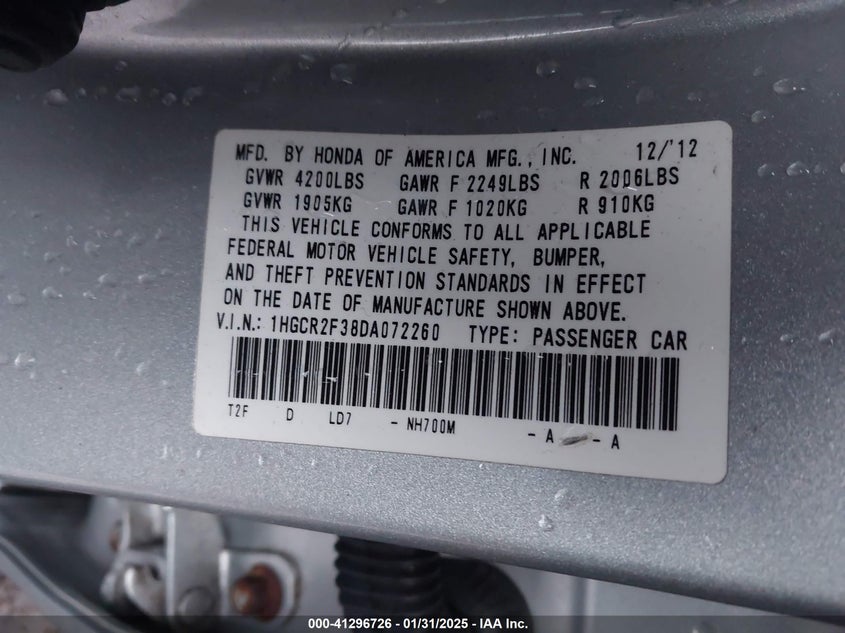 MFD. BY HONDA OF AMERICA MFG., INC. 12/'12
GVWR 4200LBS GAWR F 2249LBS R 2006LBS
GVWR 1905KG GAWR F 1020KG R 910KG
THIS VEHICLE CONFORMS TO ALL APPLICABLE
FEDERAL MOTOR VEHICLE SAFETY, BUMPER,
AND THEFT PREVENTION STANDARDS IN EFFECT
ON THE DATE OF MANUFACTURE SHOWN ABOVE.
V.I.N.: 1HGCR2F38DA072260 TYPE: PASSENGER CAR
T2F D LD7 - NH700M - A - A
000-41296726 - 01/31/2025 - IAA Inc.